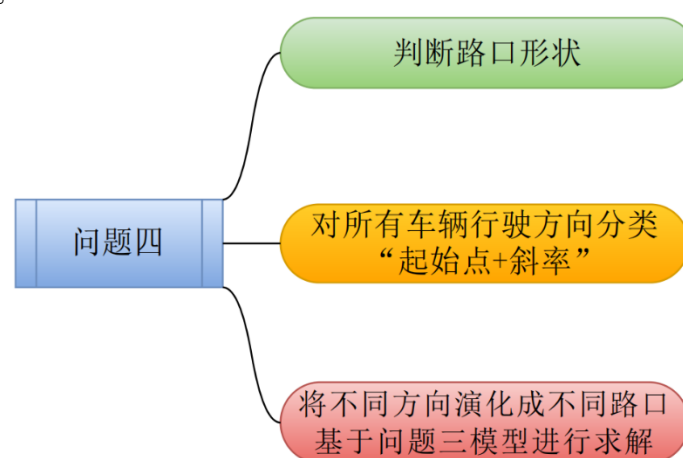 判断路口形状
问题四
对所有车辆行驶方向分类
“起始点+斜率”
将不同方向演化成不同路口
基于问题三模型进行求解